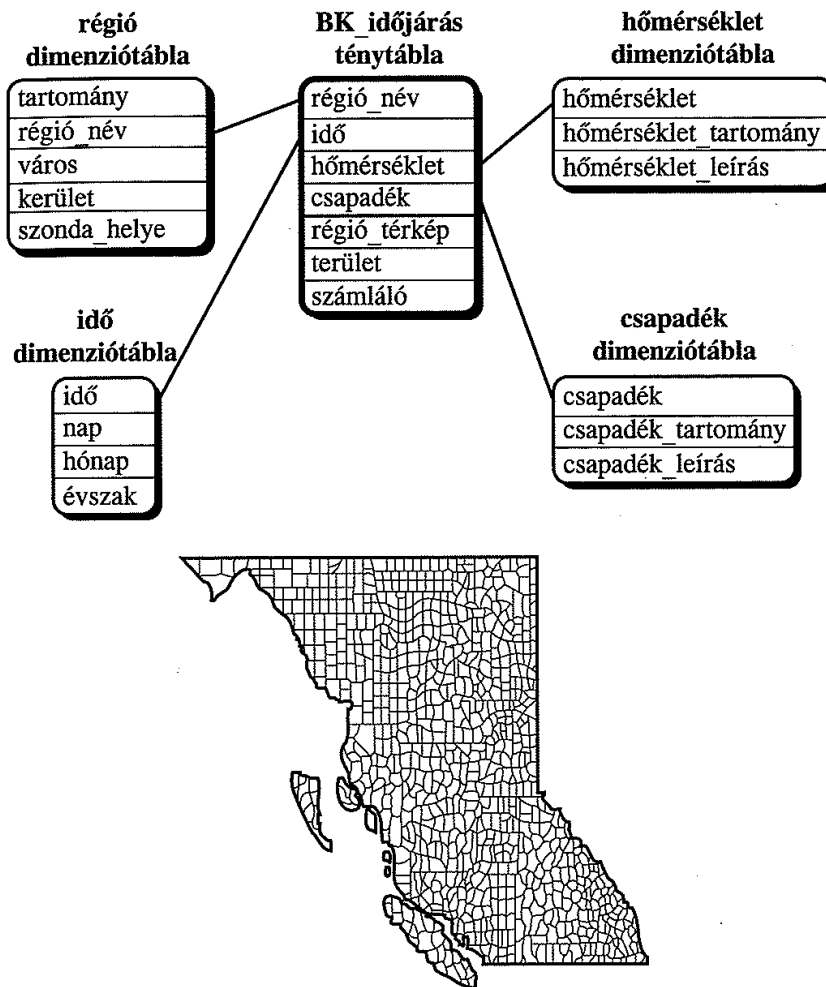 régió
dimenziótábla
tartomány
régió_név
város
kerület
szonda_helye
BK_időjárás
ténytábla
régió_név
idő
hőmérséklet
csapadék
régió_térkép
terület
számláló
hőmérséklet
dimenziótábla
hőmérséklet
hőmérséklet_tartomány
hőmérséklet_leírás
idő
dimenziótábla
idő
nap
hónap
évszak
csapadék
dimenziótábla
csapadék
csapadék_tartomány
csapadék_leírás